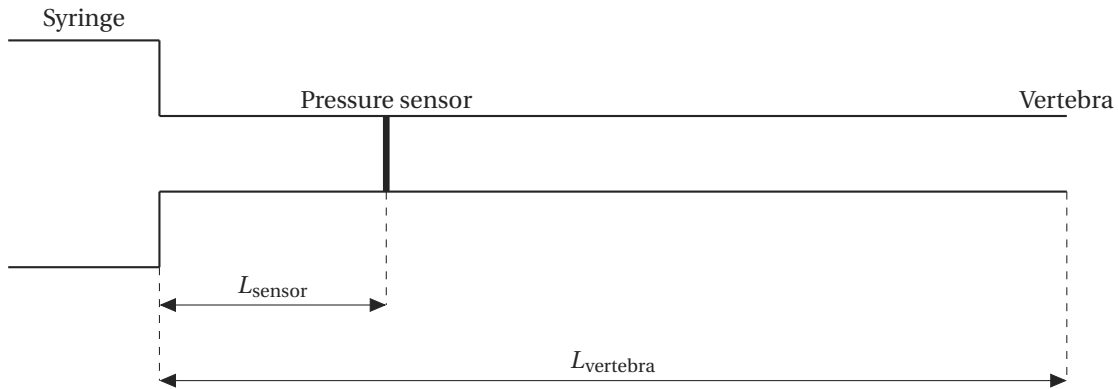 Syringe
Pressure sensor
Vertebra
L_sensor
L_vertebra